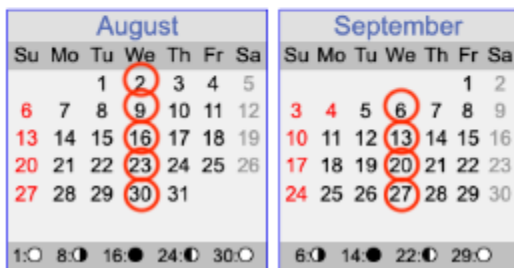 August
Su Mo Tu We Th Fr Sa
1 2 3 4 5
6 7 8 9 10 11 12
13 14 15 16 17 18 19
20 21 22 23 24 25 26
27 28 29 30 31
1:○ 8:◑ 16:● 24:◐ 30:○
September
Su Mo Tu We Th Fr Sa
1 2
3 4 5 6 7 8 9
10 11 12 13 14 15 16
17 18 19 20 21 22 23
24 25 26 27 28 29 30
6:◑ 14:● 22:◐ 29:○